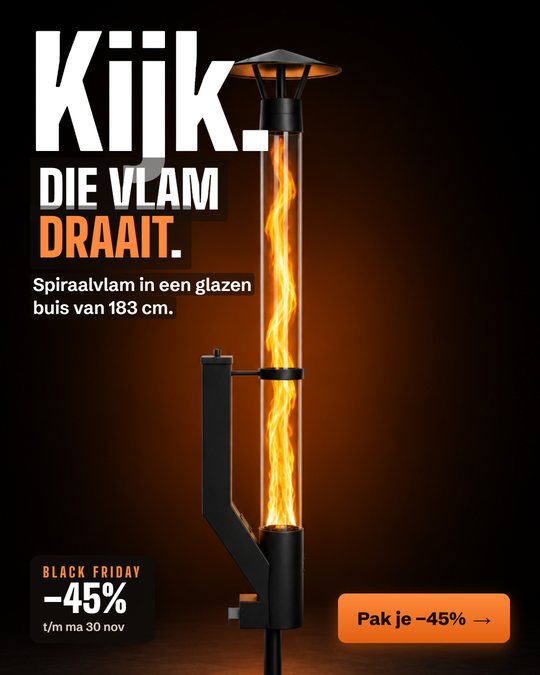 Kijk.
DIE VLAM
DRAAIT.
Spiraalvlam in een glazen
buis van 183 cm.
BLACK FRIDAY
−45%
t/m ma 30 nov
Pak je −45% →